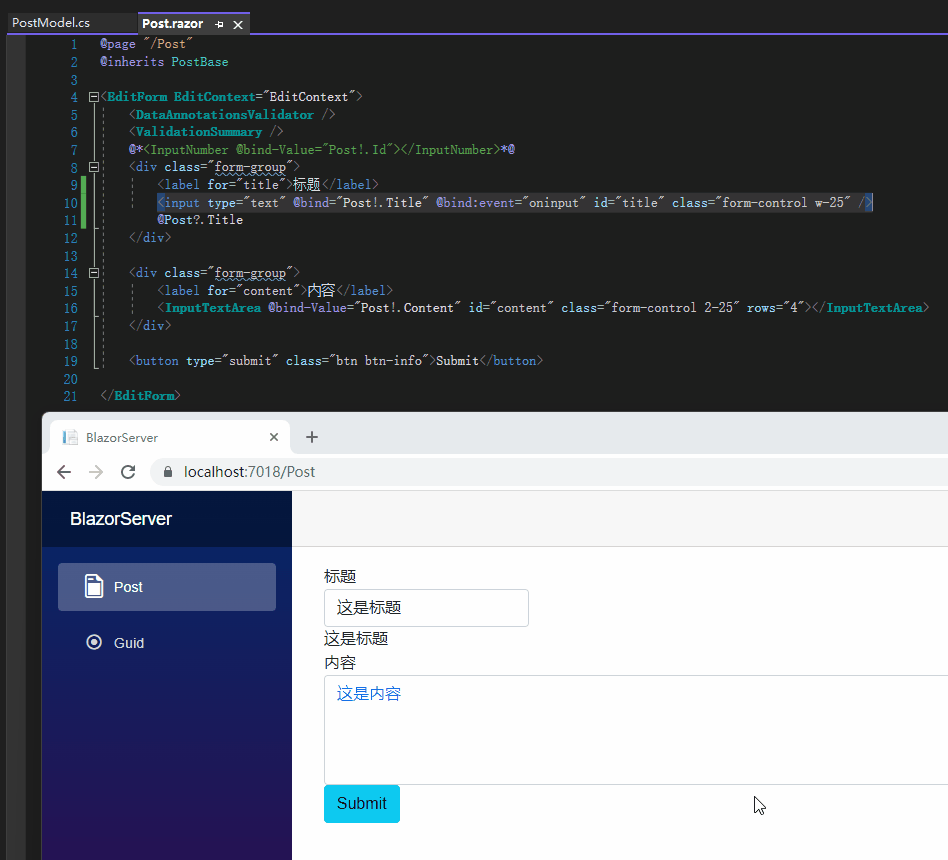 PostModel.cs Post.razor
1 @page "/Post"
2 @inherits PostBase
3
4 <EditForm EditContext="EditContext">
5 <DataAnnotationsValidator />
6 <ValidationSummary />
7 @*<InputNumber @bind-Value="Post!.Id"></InputNumber>*@
8 <div class="form-group">
9 <label for="title">标题</label>
10 <input type="text" @bind="Post!.Title" @bind:event="oninput" id="title" class="form-control w-25" />
11 @Post?.Title
12 </div>
13
14 <div class="form-group">
15 <label for="content">内容</label>
16 <InputTextArea @bind-Value="Post!.Content" id="content" class="form-control 2-25" rows="4"></InputTextArea>
17 </div>
18
19 <button type="submit" class="btn btn-info">Submit</button>
20
21 </EditForm>
BlazorServer
localhost:7018/Post
BlazorServer
Post
Guid
标题
这是标题
这是标题
内容
这是内容
Submit